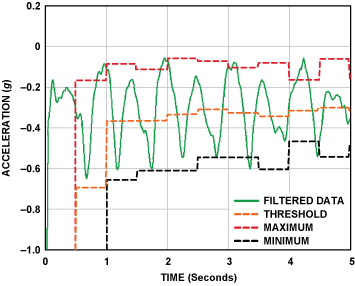 0.2
0
–0.2
–0.4
–0.6
–0.8
–1.0
ACCELERATION (g)
FILTERED DATA
THRESHOLD
MAXIMUM
MINIMUM
0 1 2 3 4 5
TIME (Seconds)